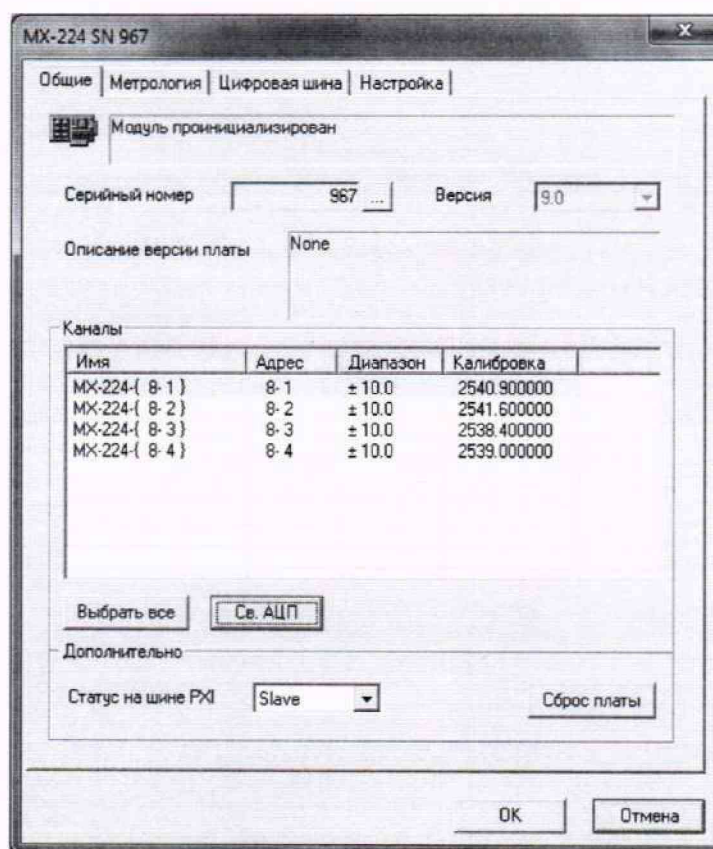 MX-224 SN 967
Общие Метрология Цифровая шина Настройка
Модуль проинициализирован
Серийный номер 967 ... Версия 9.0
Описание версии платы None
Каналы
Имя Адрес Диапазон Калибровка
MX-224-{ 8- 1 } 8- 1 ± 10.0 2540.900000
MX-224-{ 8- 2 } 8- 2 ± 10.0 2541.600000
MX-224-{ 8- 3 } 8- 3 ± 10.0 2538.400000
MX-224-{ 8- 4 } 8- 4 ± 10.0 2539.000000
Выбрать все Св. АЦП
Дополнительно
Статус на шине PXI Slave Сброс платы
OK Отмена